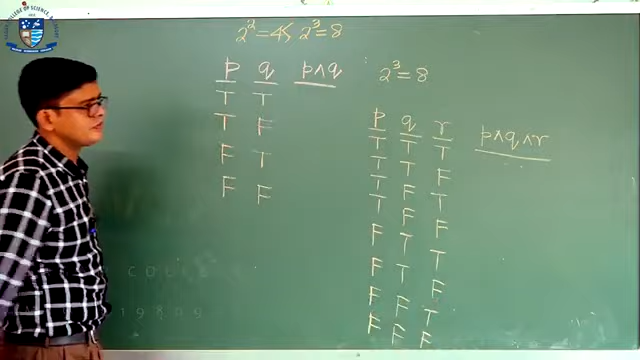 2² = 4 2³ = 8
p q p∧q
T T
T F
F T
F F
2³ = 8
p q r p∧q∧r
T T T
T T F
T F T
T F F
F T T
F T F
F F T
F F F